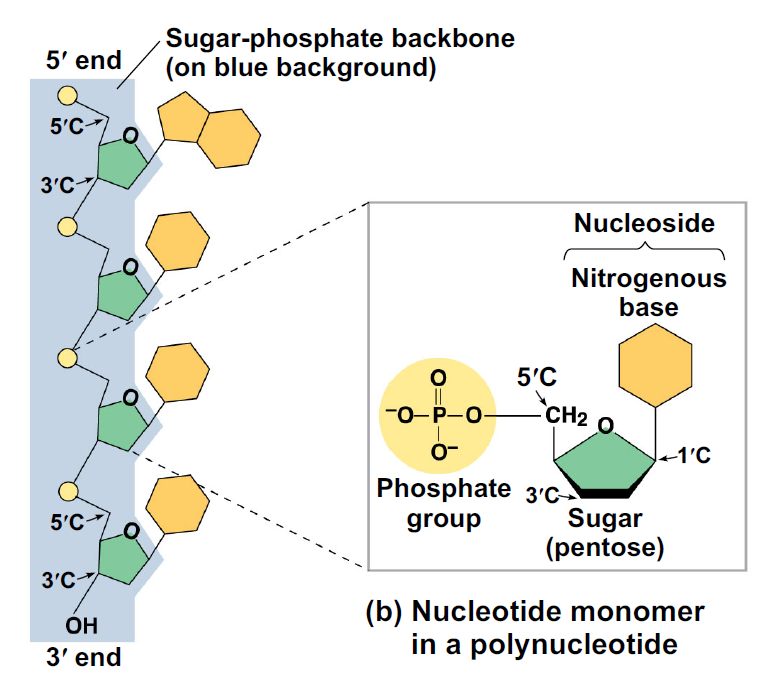 Sugar-phosphate backbone
(on blue background)
5′ end
5′C
O
3′C
O
O
5′C
O
3′C
OH
3′ end
Nucleoside
Nitrogenous
base
O
5′C
⁻O–P–O
CH₂
O
O⁻
1′C
Phosphate
group
3′C
Sugar
(pentose)
(b) Nucleotide monomer
in a polynucleotide